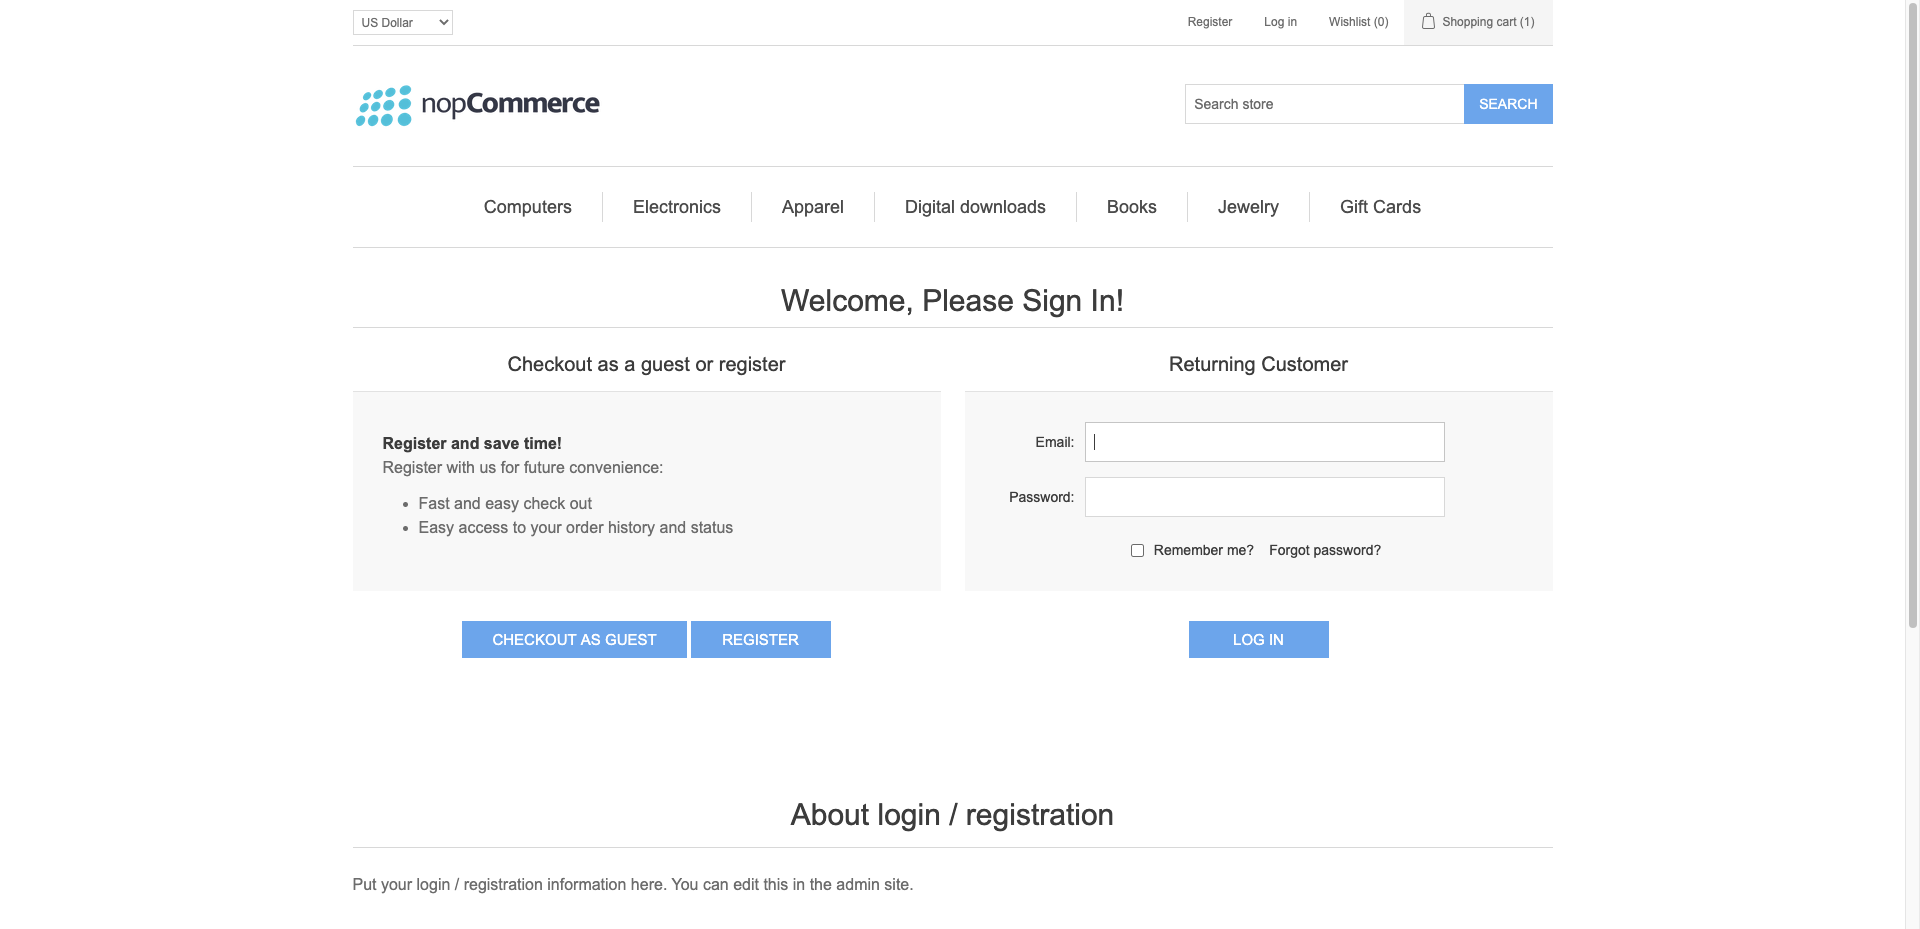 US Dollar
Register Log in Wishlist (0) Shopping cart (1)
nopCommerce
Search store SEARCH
Computers Electronics Apparel Digital downloads Books Jewelry Gift Cards
Welcome, Please Sign In!
Checkout as a guest or register
Register and save time!
Register with us for future convenience:
Fast and easy check out
Easy access to your order history and status
CHECKOUT AS GUEST REGISTER
Returning Customer
Email:
Password:
Remember me? Forgot password?
LOG IN
About login / registration
Put your login / registration information here. You can edit this in the admin site.